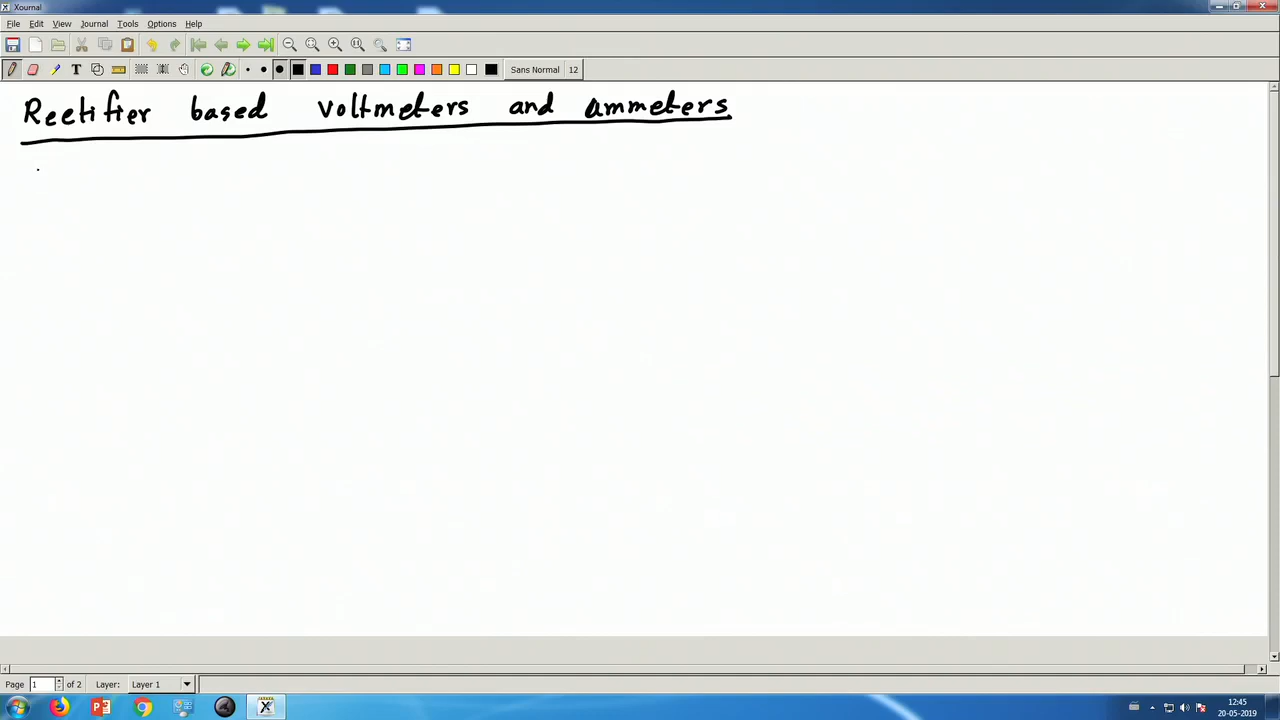 Xournal
File Edit View Journal Tools Options Help
Sans Normal 12
Rectifier based voltmeters and ammeters
Page 1 of 2 Layer: Layer 1
12:45
20-05-2019